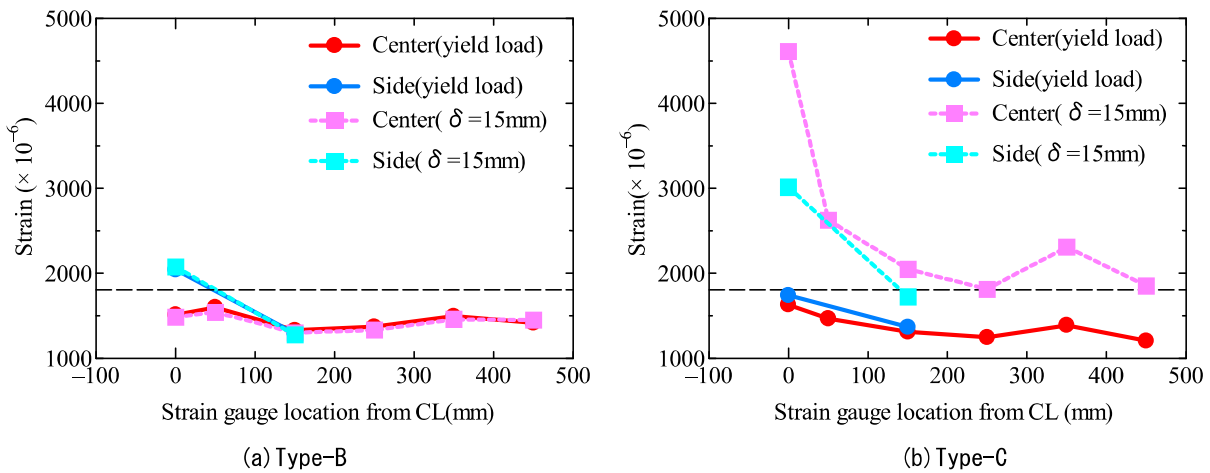 5000
4000
3000
2000
1000
Strain (× 10⁻⁶)
Center(yield load)
Side(yield load)
Center( δ=15mm)
Side( δ=15mm)
−100 0 100 200 300 400 500
Strain gauge location from CL(mm)
(a) Type-B
5000
4000
3000
2000
1000
Strain(× 10⁻⁶)
Center(yield load)
Side(yield load)
Center( δ=15mm)
Side( δ=15mm)
−100 0 100 200 300 400 500
Strain gauge location from CL (mm)
(b) Type-C